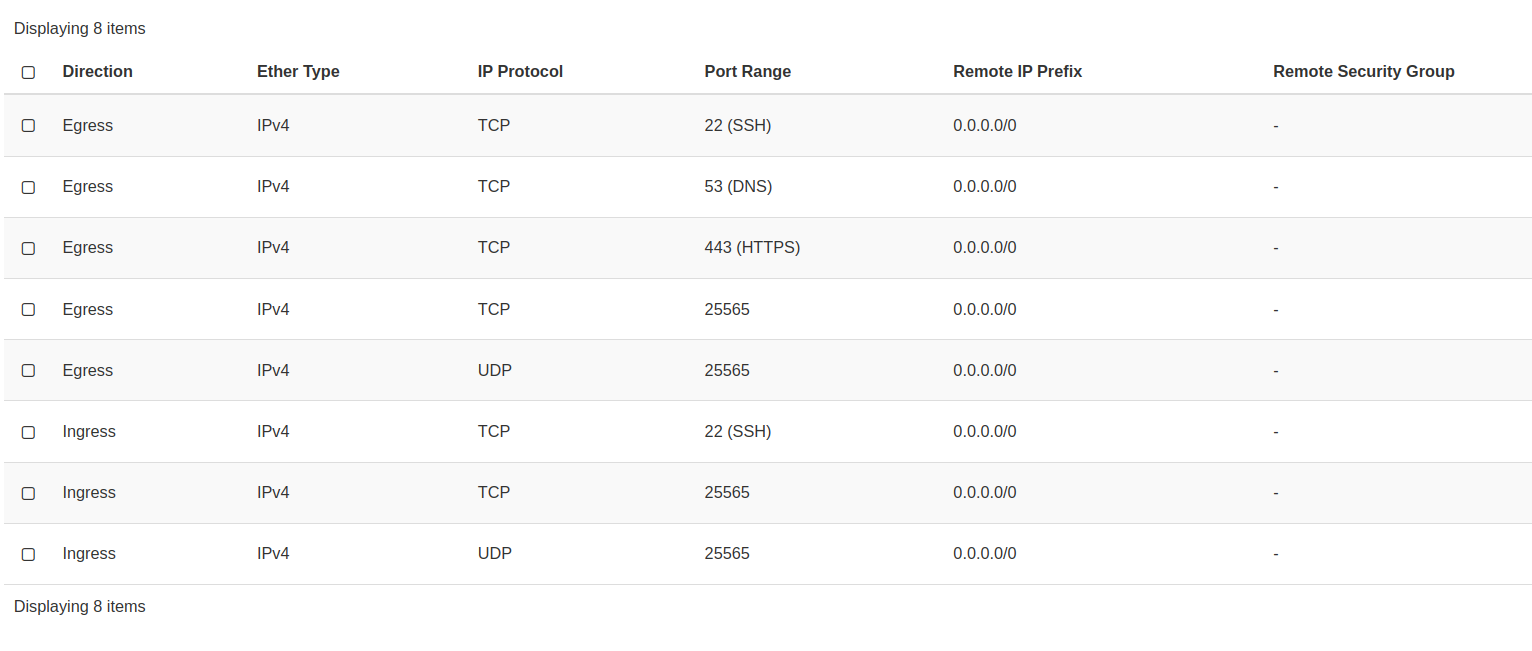 Displaying 8 items
Direction Ether Type IP Protocol Port Range Remote IP Prefix Remote Security Group
Egress IPv4 TCP 22 (SSH) 0.0.0.0/0 -
Egress IPv4 TCP 53 (DNS) 0.0.0.0/0 -
Egress IPv4 TCP 443 (HTTPS) 0.0.0.0/0 -
Egress IPv4 TCP 25565 0.0.0.0/0 -
Egress IPv4 UDP 25565 0.0.0.0/0 -
Ingress IPv4 TCP 22 (SSH) 0.0.0.0/0 -
Ingress IPv4 TCP 25565 0.0.0.0/0 -
Ingress IPv4 UDP 25565 0.0.0.0/0 -
Displaying 8 items